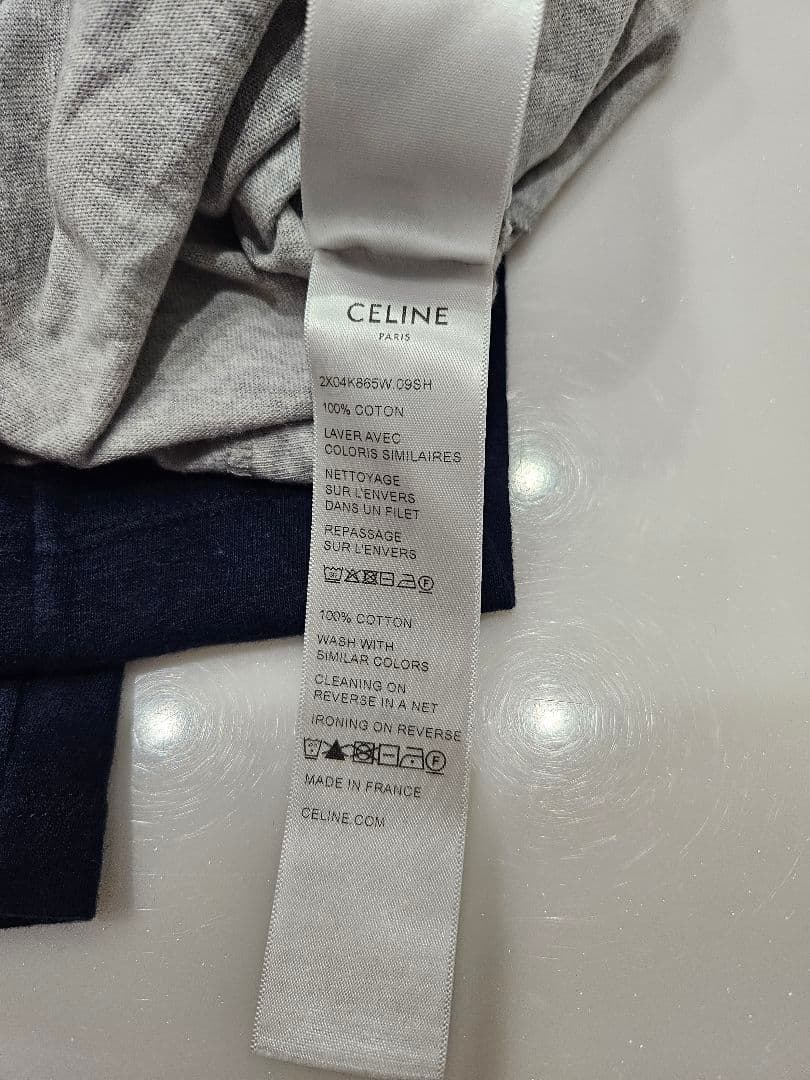 CELINE
PARIS
2X04K865W.09SH
100% COTON
LAVER AVEC
COLORIS SIMILAIRES
NETTOYAGE
SUR L'ENVERS
DANS UN FILET
REPASSAGE
SUR L'ENVERS
F
100% COTTON
WASH WITH
SIMILAR COLORS
CLEANING ON
REVERSE IN A NET
IRONING ON REVERSE
F
MADE IN FRANCE
CELINE.COM